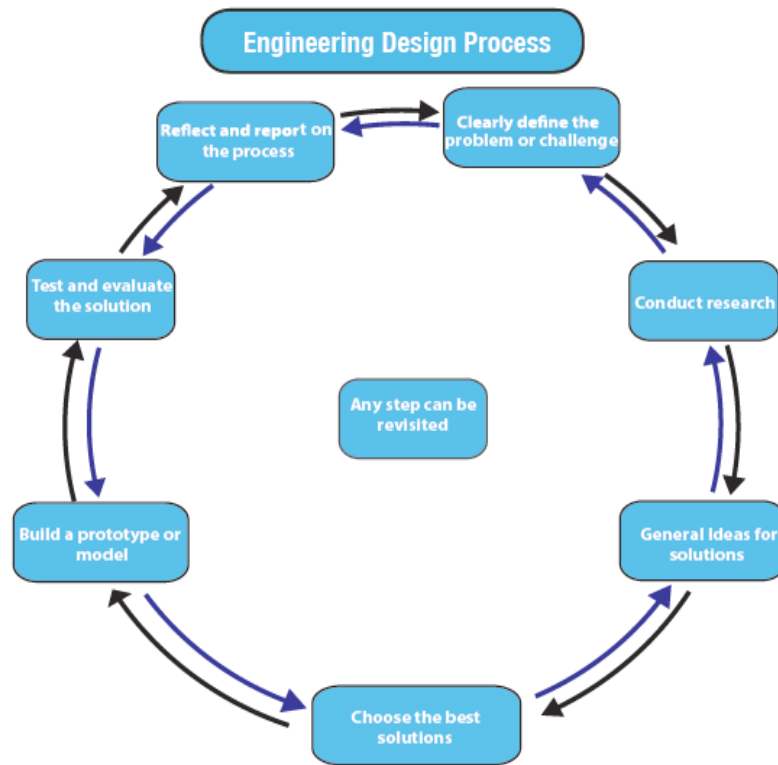 Engineering Design Process
Reflect and report on
the process
Clearly define the
problem or challenge
Test and evaluate
the solution
Conduct research
Any step can be
revisited
Build a prototype or
model
General Ideas for
solutions
Choose the best
solutions